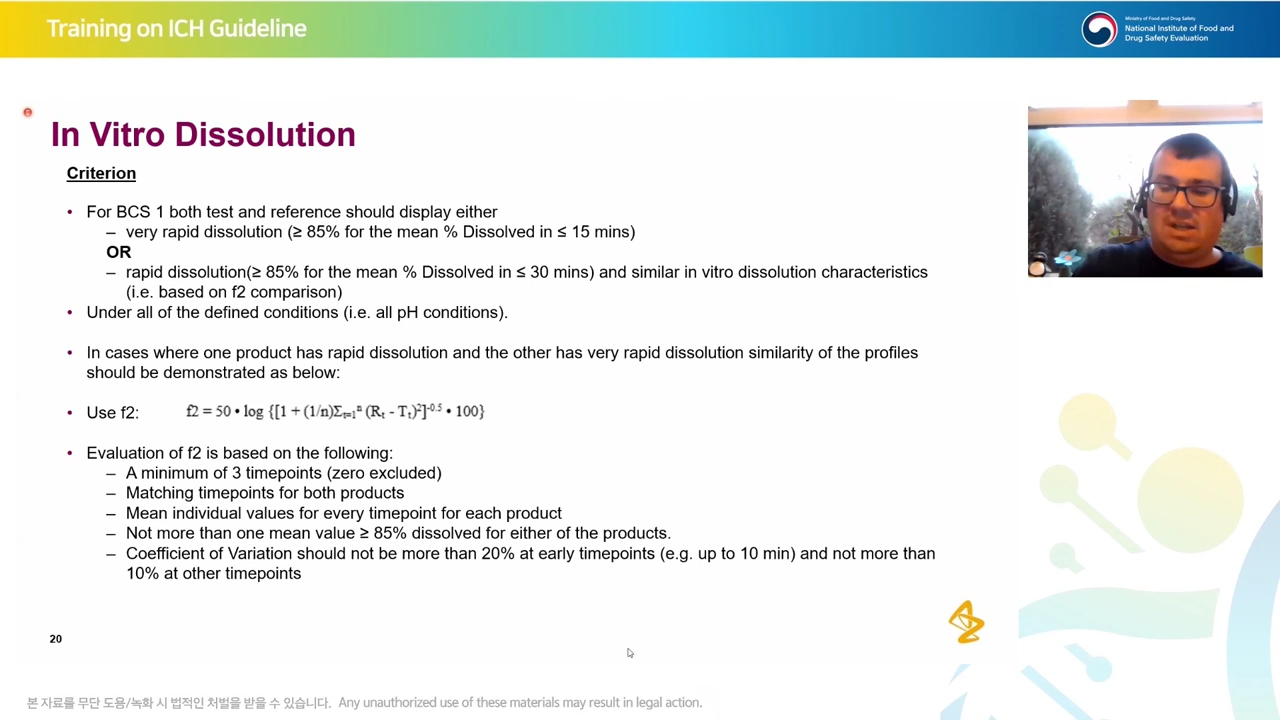 Training on ICH Guideline
Ministry of Food and Drug Safety
National Institute of Food and
Drug Safety Evaluation
In Vitro Dissolution
Criterion
• For BCS 1 both test and reference should display either
– very rapid dissolution (≥ 85% for the mean % Dissolved in ≤ 15 mins)
OR
– rapid dissolution(≥ 85% for the mean % Dissolved in ≤ 30 mins) and similar in vitro dissolution characteristics
(i.e. based on f2 comparison)
• Under all of the defined conditions (i.e. all pH conditions).
• In cases where one product has rapid dissolution and the other has very rapid dissolution similarity of the profiles
should be demonstrated as below:
• Use f2: f2 = 50 • log {[1 + (1/n)Σₜ₌₁ⁿ (Rₜ - Tₜ)²]⁻⁰·⁵ • 100}
• Evaluation of f2 is based on the following:
– A minimum of 3 timepoints (zero excluded)
– Matching timepoints for both products
– Mean individual values for every timepoint for each product
– Not more than one mean value ≥ 85% dissolved for either of the products.
– Coefficient of Variation should not be more than 20% at early timepoints (e.g. up to 10 min) and not more than
10% at other timepoints
20
본 자료를 무단 도용/녹화 시 법적인 처벌을 받을 수 있습니다. Any unauthorized use of these materials may result in legal action.